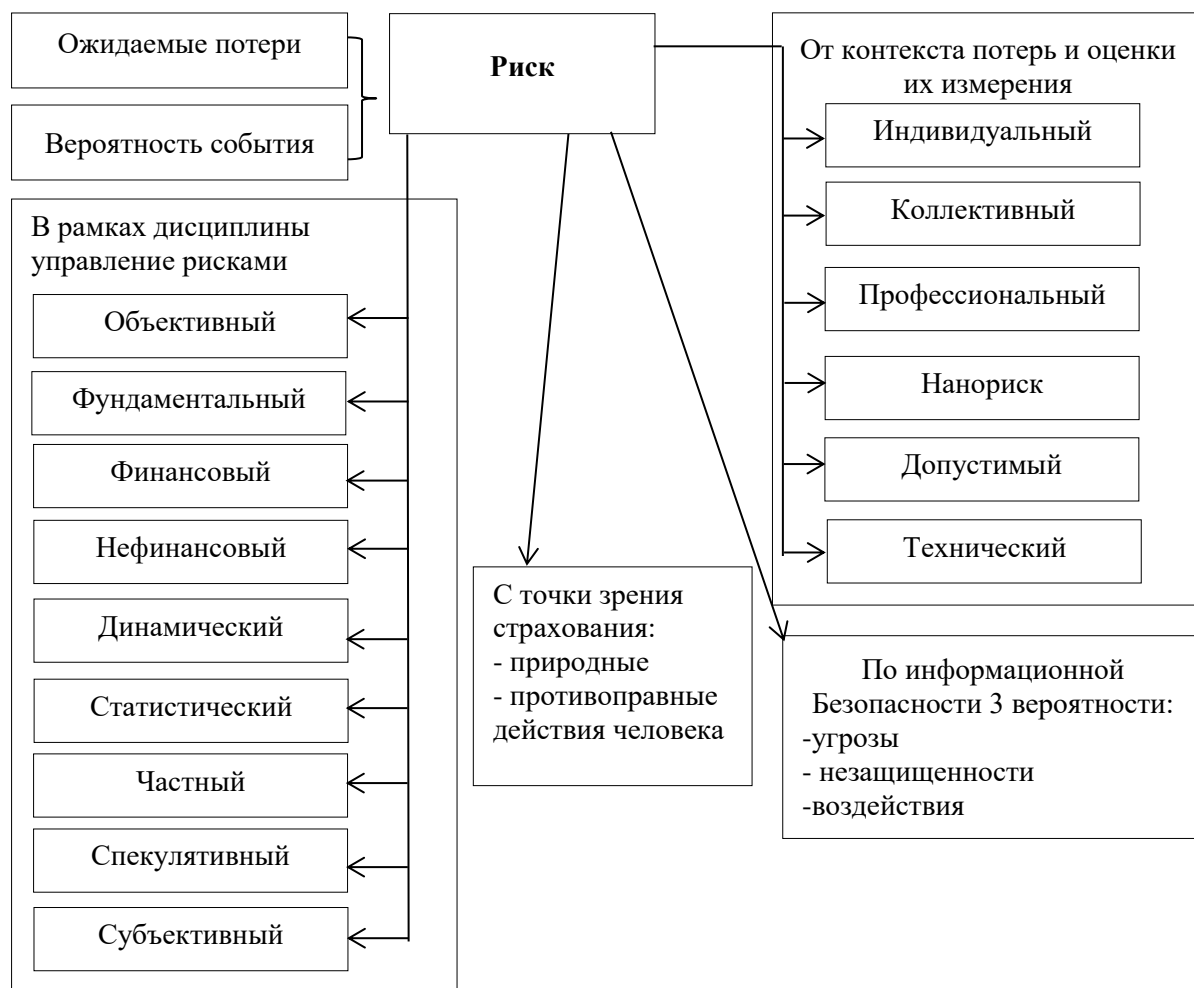 Ожидаемые потери
Вероятность события
Риск
В рамках дисциплины
управление рисками
Объективный
Фундаментальный
Финансовый
Нефинансовый
Динамический
Статистический
Частный
Спекулятивный
Субъективный
С точки зрения
страхования:
- природные
- противоправные
действия человека
От контекста потерь и оценки
их измерения
Индивидуальный
Коллективный
Профессиональный
Нанориск
Допустимый
Технический
По информационной
Безопасности 3 вероятности:
-угрозы
- незащищенности
-воздействия